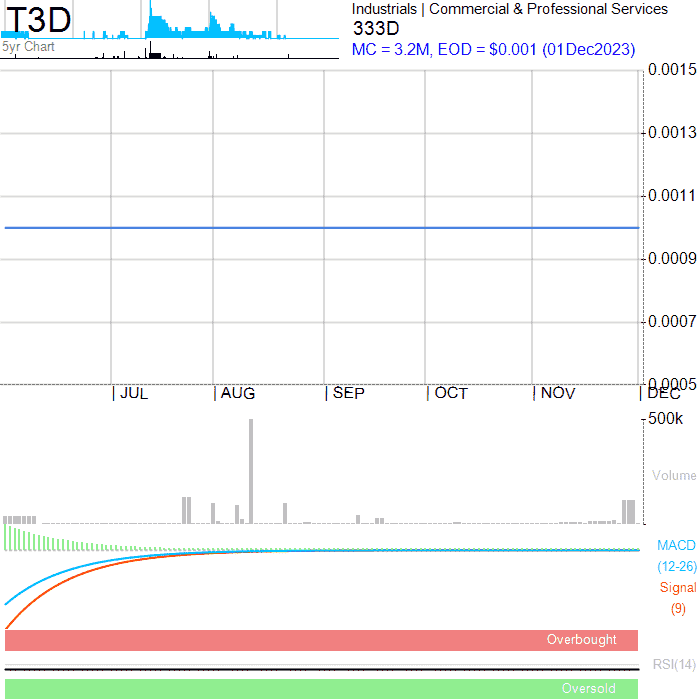 T3D
5yr Chart
Industrials | Commercial & Professional Services
333D
MC = 3.2M, EOD = $0.001 (01Dec2023)
0.0015
0.0013
0.0011
0.0009
0.0007
0.0005
| JUL | AUG | SEP | OCT | NOV | DEC
500k
Volume
MACD
(12-26)
Signal
(9)
Overbought
RSI(14)
Oversold